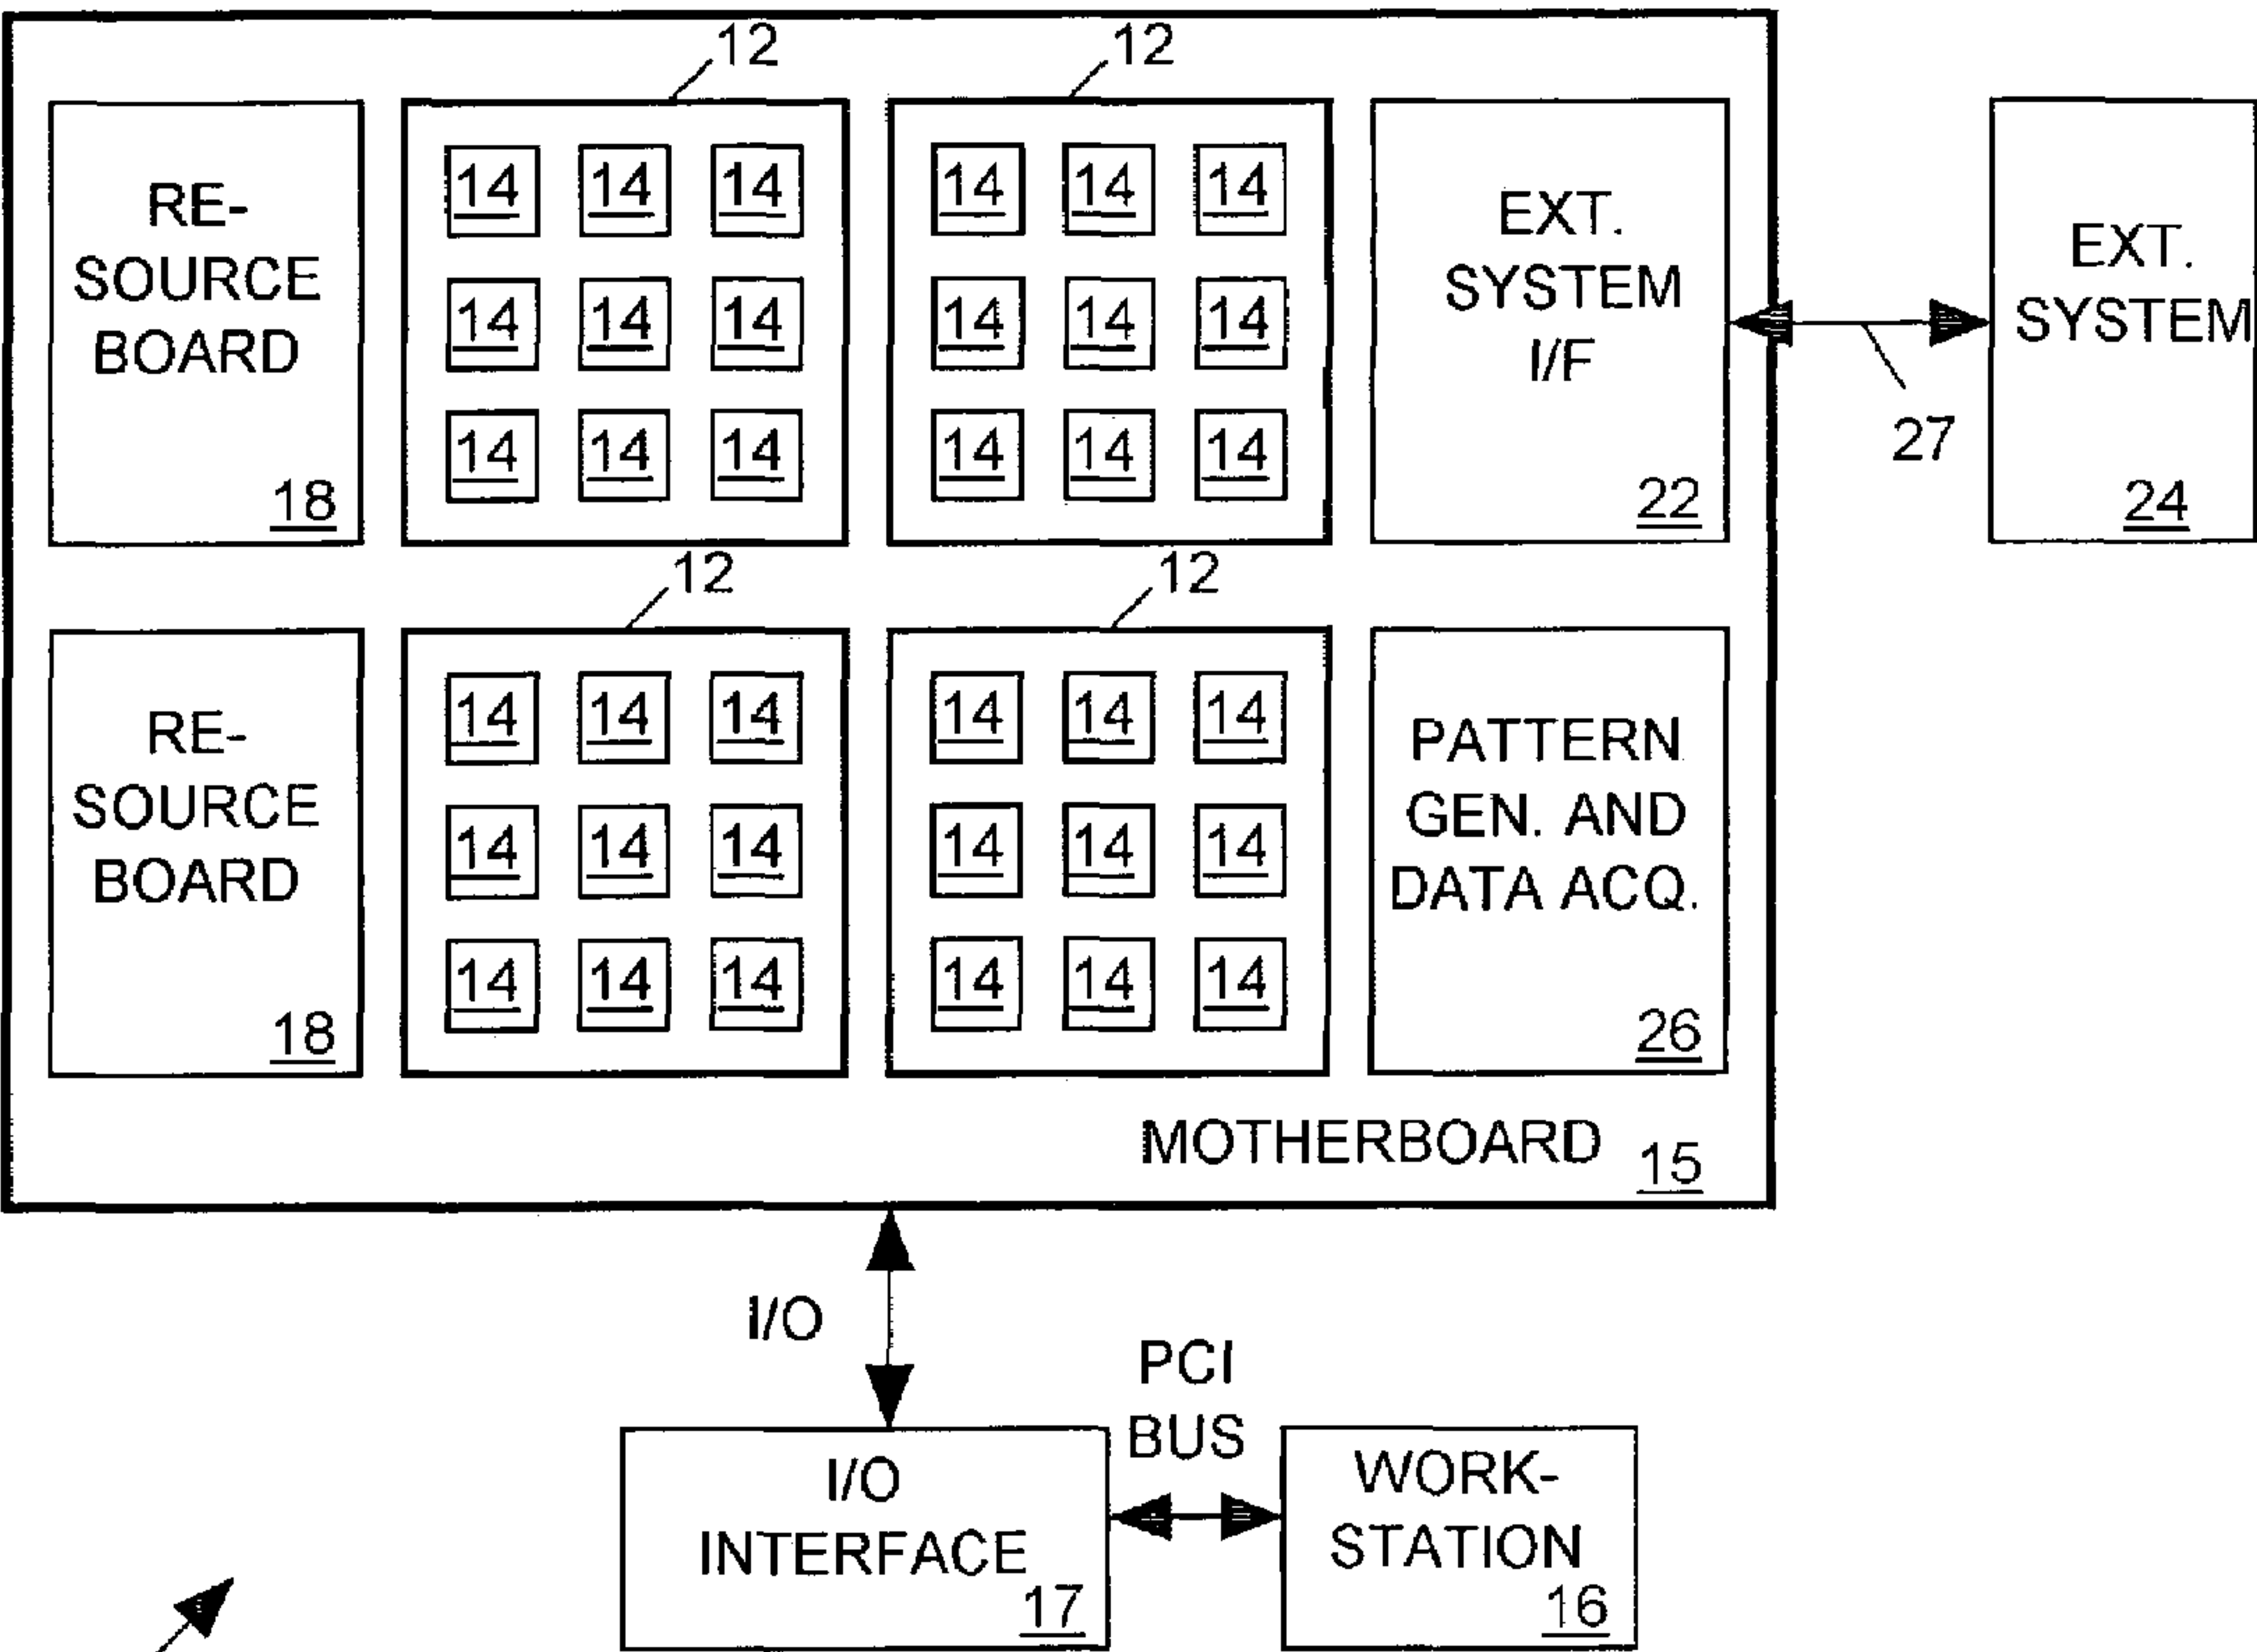 12 12
RE-
SOURCE
BOARD
18
14 14 14
14 14 14
14 14 14
14 14 14
14 14 14
14 14 14
EXT.
SYSTEM
I/F
22
27
EXT.
SYSTEM
24
12 12
RE-
SOURCE
BOARD
18
14 14 14
14 14 14
14 14 14
14 14 14
14 14 14
14 14 14
PATTERN
GEN. AND
DATA ACQ.
26
MOTHERBOARD 15
I/O
PCI
BUS
I/O
INTERFACE
17
WORK-
STATION
16